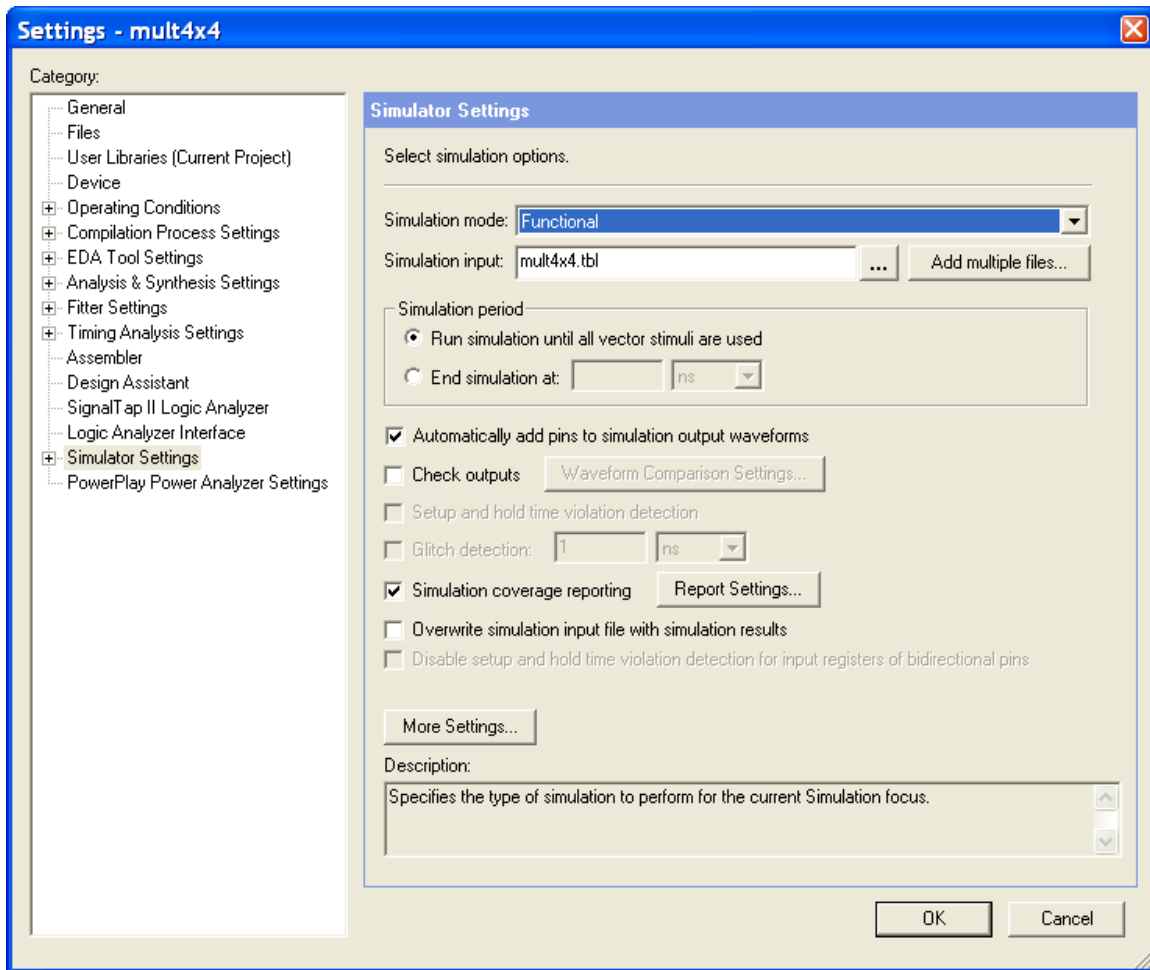 Settings - mult4x4
Category:
General
Files
User Libraries (Current Project)
Device
Operating Conditions
Compilation Process Settings
EDA Tool Settings
Analysis & Synthesis Settings
Fitter Settings
Timing Analysis Settings
Assembler
Design Assistant
SignalTap II Logic Analyzer
Logic Analyzer Interface
Simulator Settings
PowerPlay Power Analyzer Settings
Simulator Settings
Select simulation options.
Simulation mode: Functional
Simulation input: mult4x4.tbl ... Add multiple files...
Simulation period
Run simulation until all vector stimuli are used
End simulation at: ns
Automatically add pins to simulation output waveforms
Check outputs Waveform Comparison Settings...
Setup and hold time violation detection
Glitch detection: 1 ns
Simulation coverage reporting Report Settings...
Overwrite simulation input file with simulation results
Disable setup and hold time violation detection for input registers of bidirectional pins
More Settings...
Description:
Specifies the type of simulation to perform for the current Simulation focus.
OK Cancel